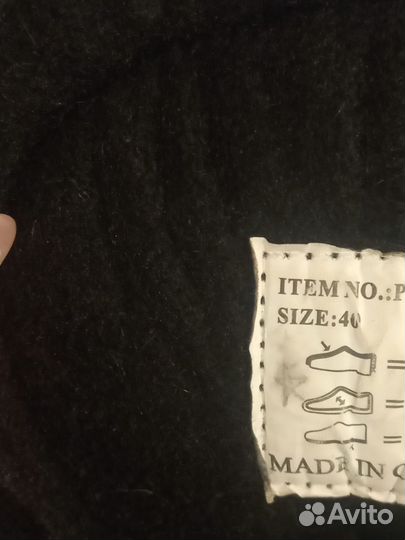 ITEM NO.:P
SIZE:40
=
=
=
MADE IN C
Avito